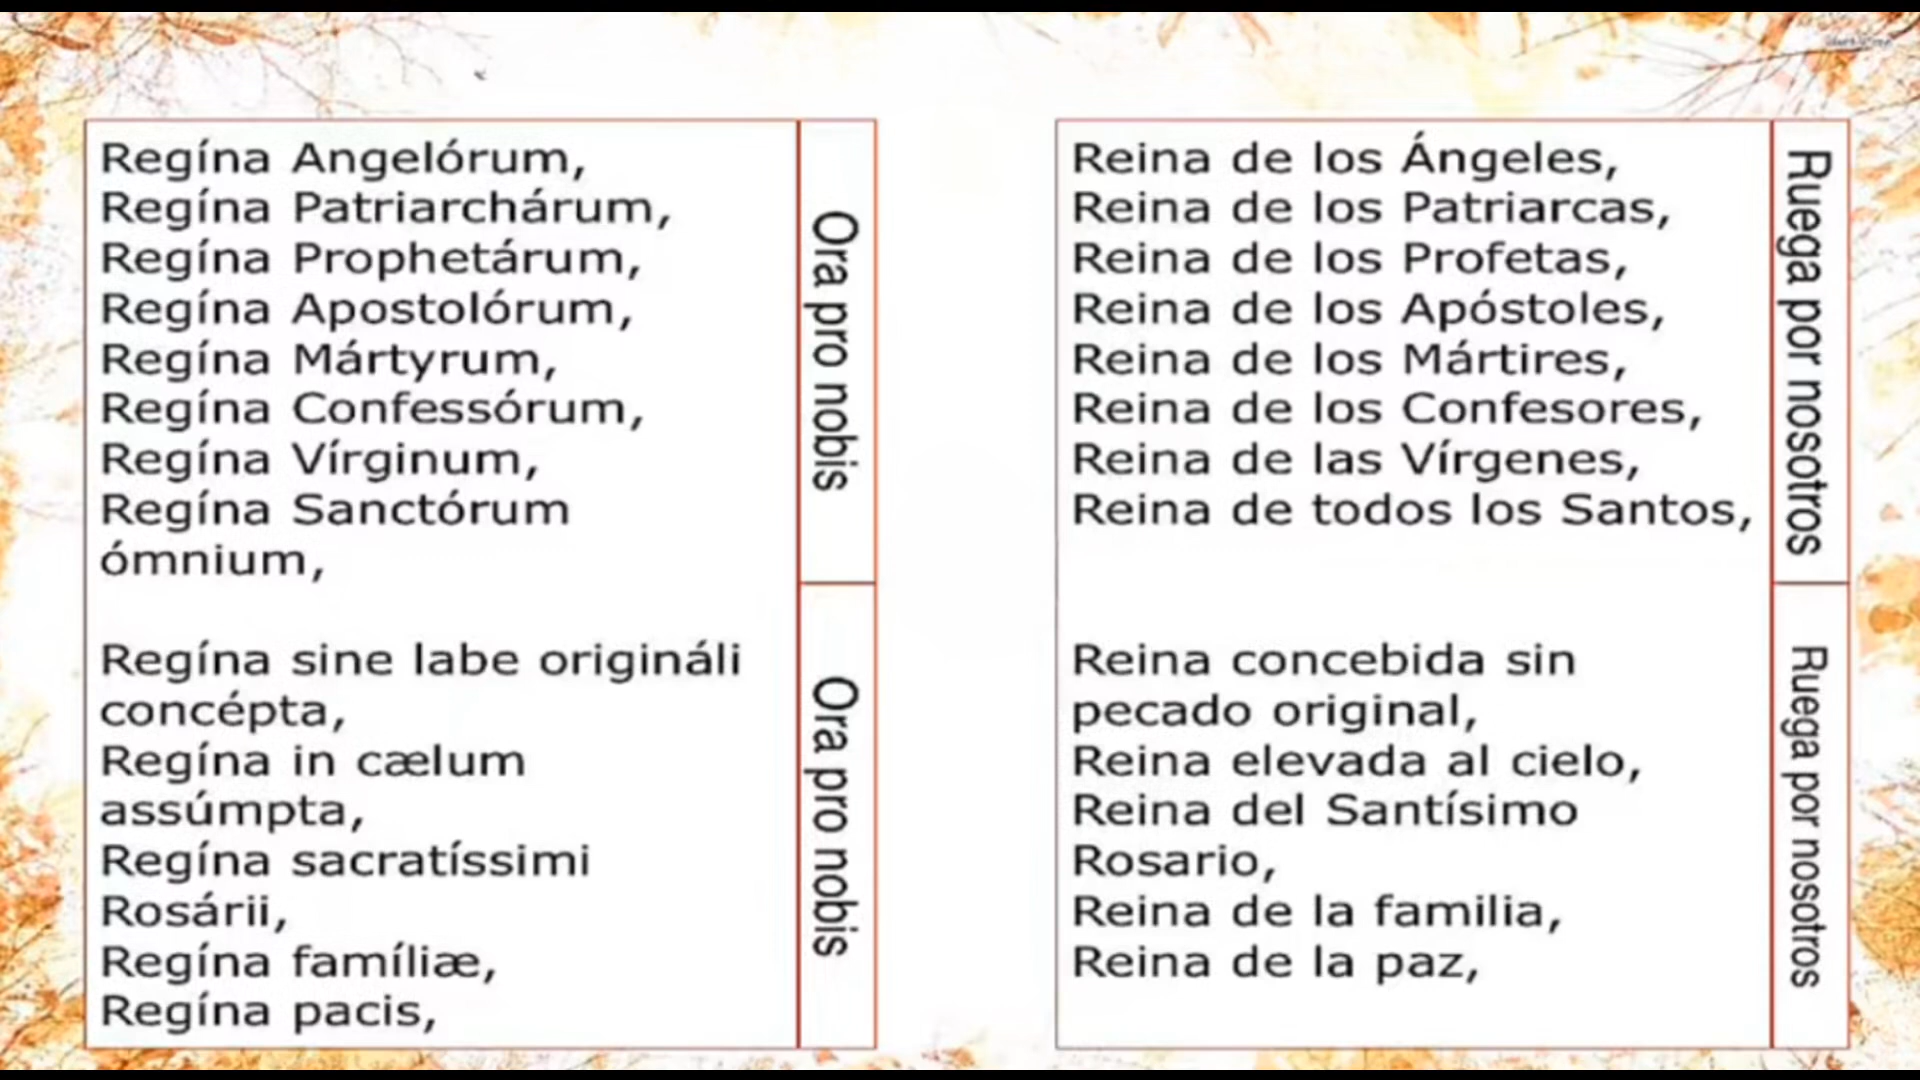 Regína Angelórum,
Regína Patriarchárum,
Regína Prophetárum,
Regína Apostolórum,
Regína Mártyrum,
Regína Confessórum,
Regína Vírginum,
Regína Sanctórum
ómnium,
Ora pro nobis
Regína sine labe origináli
concépta,
Regína in cælum
assúmpta,
Regína sacratíssimi
Rosárii,
Regína famíliæ,
Regína pacis,
Ora pro nobis
Reina de los Ángeles,
Reina de los Patriarcas,
Reina de los Profetas,
Reina de los Apóstoles,
Reina de los Mártires,
Reina de los Confesores,
Reina de las Vírgenes,
Reina de todos los Santos,
Ruega por nosotros
Reina concebida sin
pecado original,
Reina elevada al cielo,
Reina del Santísimo
Rosario,
Reina de la familia,
Reina de la paz,
Ruega por nosotros